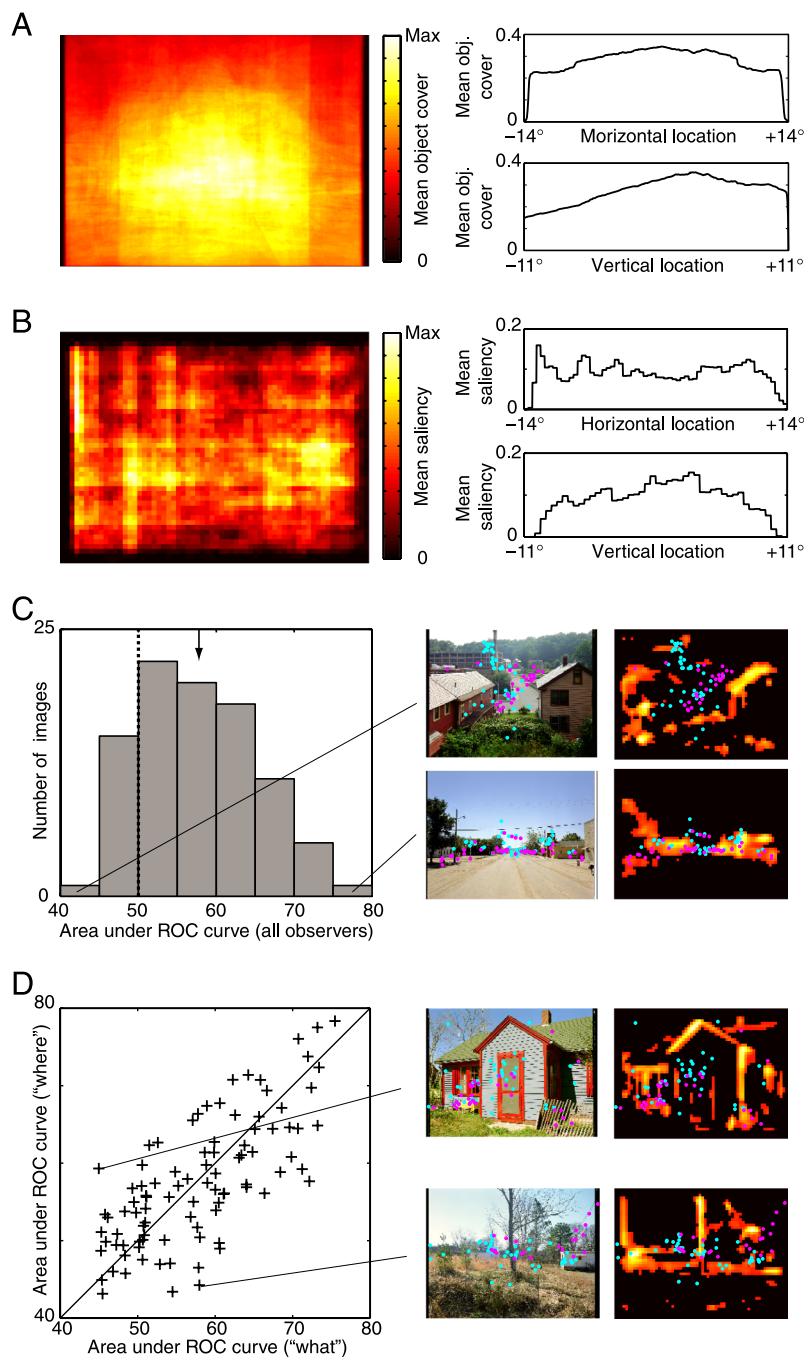 A
Max
Mean object cover
0
0.4
Mean obj.
cover
0
−14°
Morizontal location
+14°
0.4
Mean obj.
cover
0
−11°
Vertical location
+11°
B
Max
Mean saliency
0
0.2
Mean
saliency
0
−14°
Horizontal location
+14°
0.2
Mean
saliency
0
−11°
Vertical location
+11°
C
25
Number of images
0
40 50 60 70 80
Area under ROC curve (all observers)
D
80
Area under ROC curve ("where")
40
40 50 60 70 80
Area under ROC curve ("what")